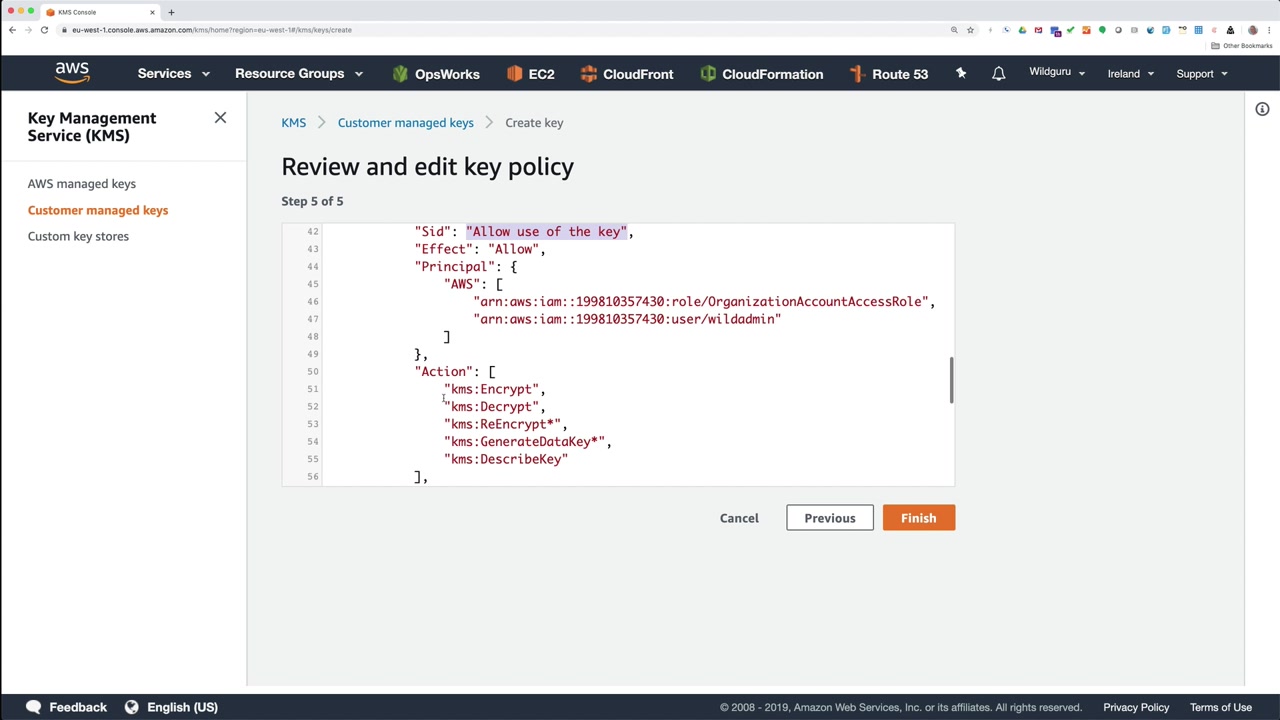 KMS Console
eu-west-1.console.aws.amazon.com/kms/home?region=eu-west-1#/kms/keys/create
Other Bookmarks
aws
Services
Resource Groups
OpsWorks
EC2
CloudFront
CloudFormation
Route 53
Wildguru
Ireland
Support
Key Management
Service (KMS)
AWS managed keys
Customer managed keys
Custom key stores
KMS
Customer managed keys
Create key
Review and edit key policy
Step 5 of 5
42 "Sid": "Allow use of the key",
43 "Effect": "Allow",
44 "Principal": {
45 "AWS": [
46 "arn:aws:iam::199810357430:role/OrganizationAccountAccessRole",
47 "arn:aws:iam::199810357430:user/wildadmin"
48 ]
49 },
50 "Action": [
51 "kms:Encrypt",
52 "kms:Decrypt",
53 "kms:ReEncrypt*",
54 "kms:GenerateDataKey*",
55 "kms:DescribeKey"
56 ],
Cancel
Previous
Finish
Feedback
English (US)
© 2008 - 2019, Amazon Web Services, Inc. or its affiliates. All rights reserved.
Privacy Policy
Terms of Use